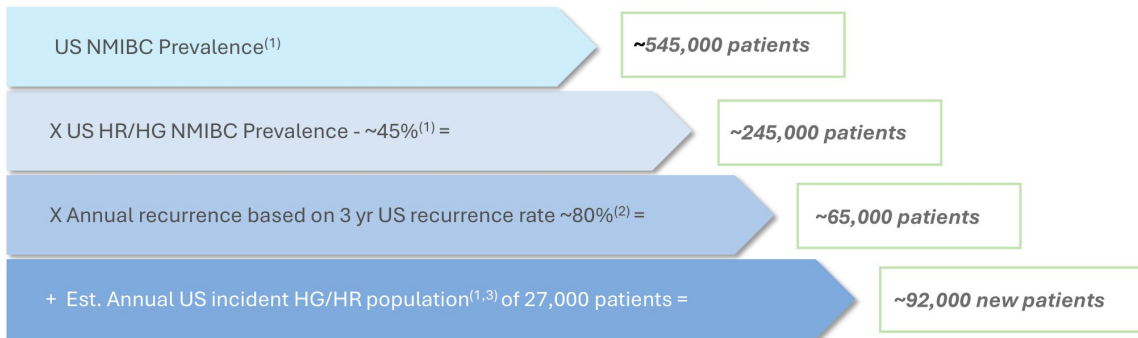 US NMIBC Prevalence(1)
~545,000 patients
X US HR/HG NMIBC Prevalence - ~45%(1) =
~245,000 patients
X Annual recurrence based on 3 yr US recurrence rate ~80%(2) =
~65,000 patients
+ Est. Annual US incident HG/HR population(1,3) of 27,000 patients =
~92,000 new patients